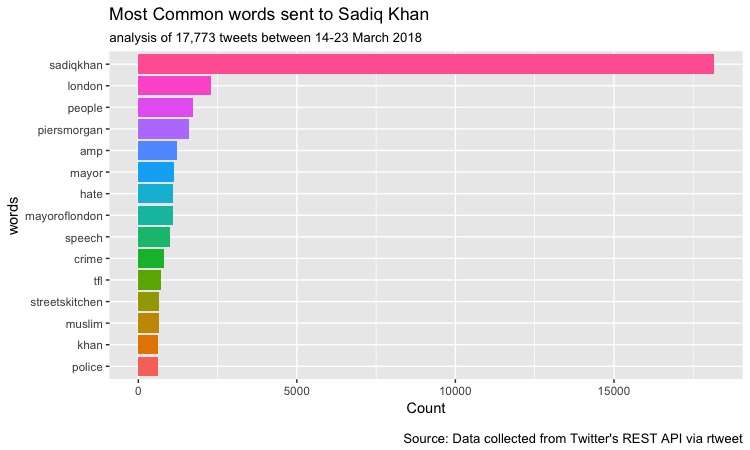 Most Common words sent to Sadiq Khan
analysis of 17,773 tweets between 14-23 March 2018
words
sadiqkhan
london
people
piersmorgan
amp
mayor
hate
mayoroflondon
speech
crime
tfl
streetskitchen
muslim
khan
police
0 5000 10000 15000
Count
Source: Data collected from Twitter's REST API via rtweet